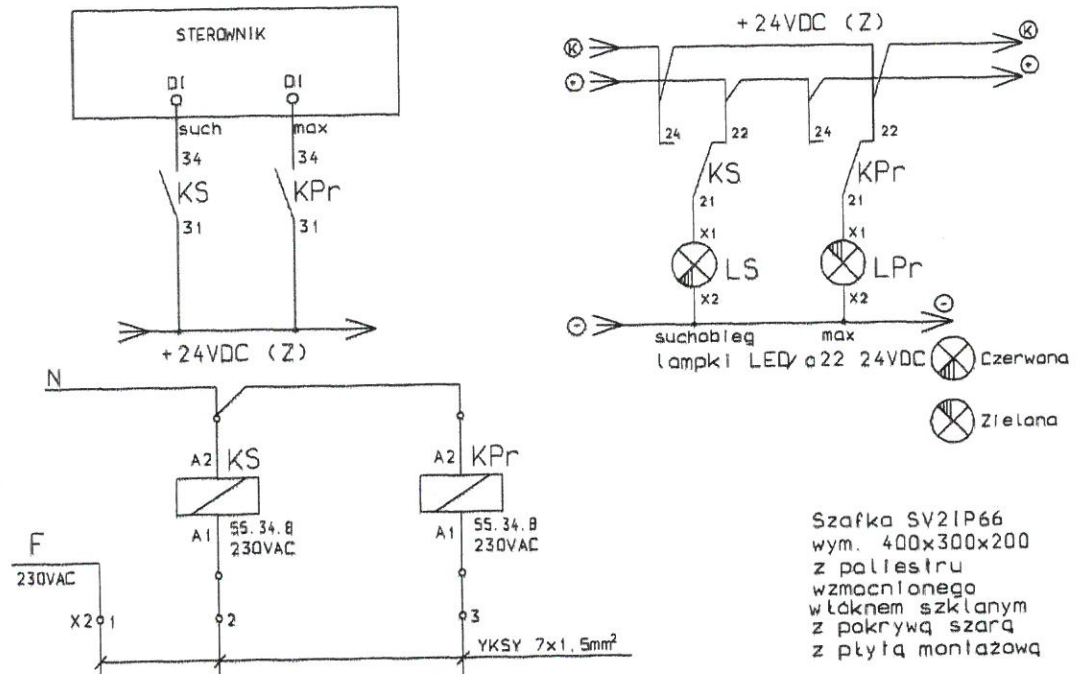 STEROWNIK
DI DI
such max
34 34
KS KPr
31 31
+24VDC (Z)
+24VDC (Z)
K K
+ +
24 22 24 22
KS KPr
21 21
X1 X1
LS LPr
X2 X2
- -
suchobieg max
lampki LED/o22 24VDC
Czerwona
Zielona
N
A2 KS A2 KPr
A1 55.34.8 A1 55.34.8
230VAC 230VAC
F
230VAC
X2 1 2 3
YKSY 7x1,5mm²
Szafka SV2IP66
wym. 400x300x200
z poliestru
wzmocnionego
włóknem szklanym
z pokrywą szarą
z płytą montażową